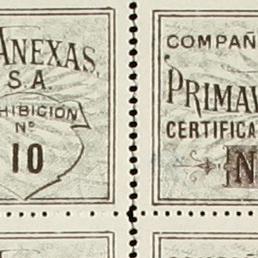 ANEXAS,
S.A.
HIBICION
Nº
10
COMPAÑ
PRIMAV
CERTIFICA
N